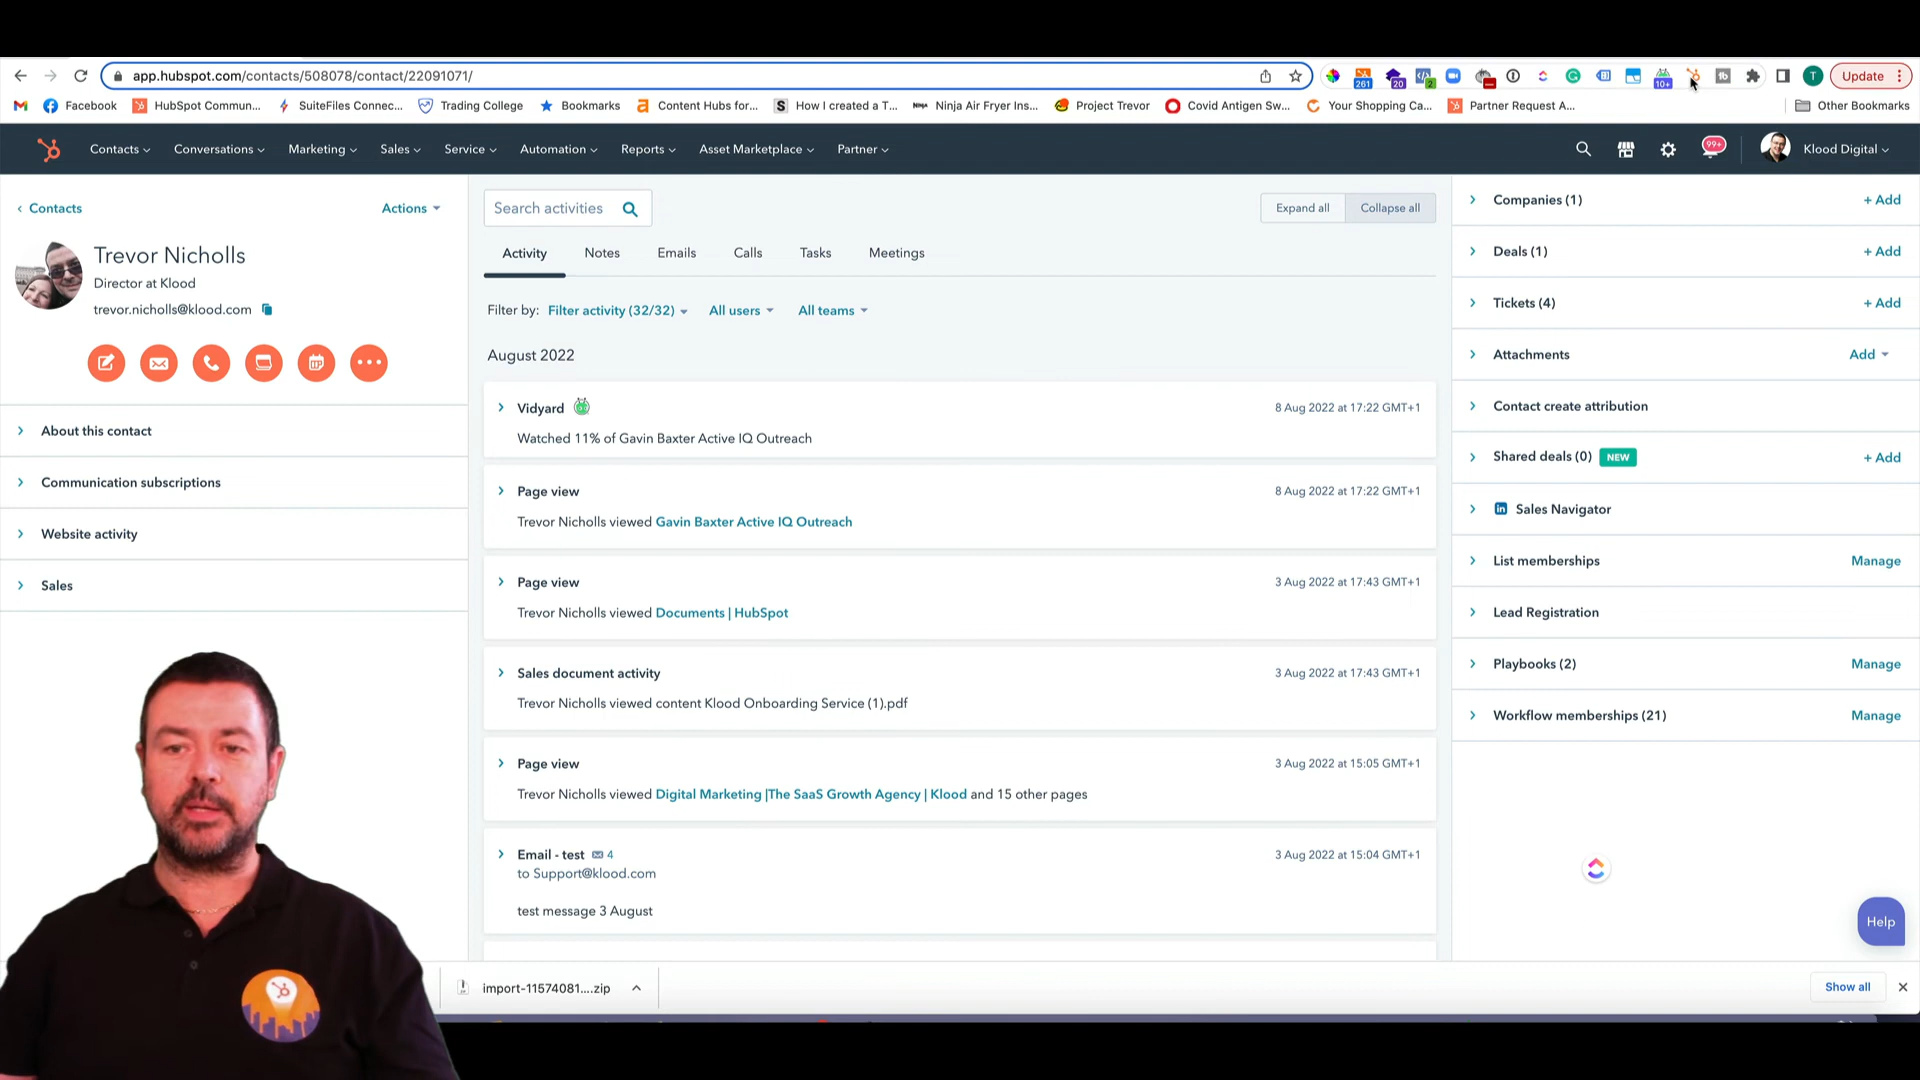 app.hubspot.com/contacts/508078/contact/22091071/
261
20
2
10+
T
Update
Facebook
HubSpot Commun...
SuiteFiles Connec...
Trading College
Bookmarks
Content Hubs for...
How I created a T...
Ninja Air Fryer Ins...
Project Trevor
Covid Antigen Sw...
Your Shopping Ca...
Partner Request A...
Other Bookmarks
Contacts
Conversations
Marketing
Sales
Service
Automation
Reports
Asset Marketplace
Partner
99+
Klood Digital
Contacts
Actions
Trevor Nicholls
Director at Klood
trevor.nicholls@klood.com
About this contact
Communication subscriptions
Website activity
Sales
Search activities
Expand all
Collapse all
Activity
Notes
Emails
Calls
Tasks
Meetings
Filter by: Filter activity (32/32)
All users
All teams
August 2022
Vidyard
8 Aug 2022 at 17:22 GMT+1
Watched 11% of Gavin Baxter Active IQ Outreach
Page view
8 Aug 2022 at 17:22 GMT+1
Trevor Nicholls viewed Gavin Baxter Active IQ Outreach
Page view
3 Aug 2022 at 17:43 GMT+1
Trevor Nicholls viewed Documents | HubSpot
Sales document activity
3 Aug 2022 at 17:43 GMT+1
Trevor Nicholls viewed content Klood Onboarding Service (1).pdf
Page view
3 Aug 2022 at 15:05 GMT+1
Trevor Nicholls viewed Digital Marketing |The SaaS Growth Agency | Klood and 15 other pages
Email - test 4
3 Aug 2022 at 15:04 GMT+1
to Support@klood.com
test message 3 August
Companies (1)
+ Add
Deals (1)
+ Add
Tickets (4)
+ Add
Attachments
Add
Contact create attribution
Shared deals (0) NEW
+ Add
in Sales Navigator
List memberships
Manage
Lead Registration
Playbooks (2)
Manage
Workflow memberships (21)
Manage
Help
import-11574081....zip
Show all